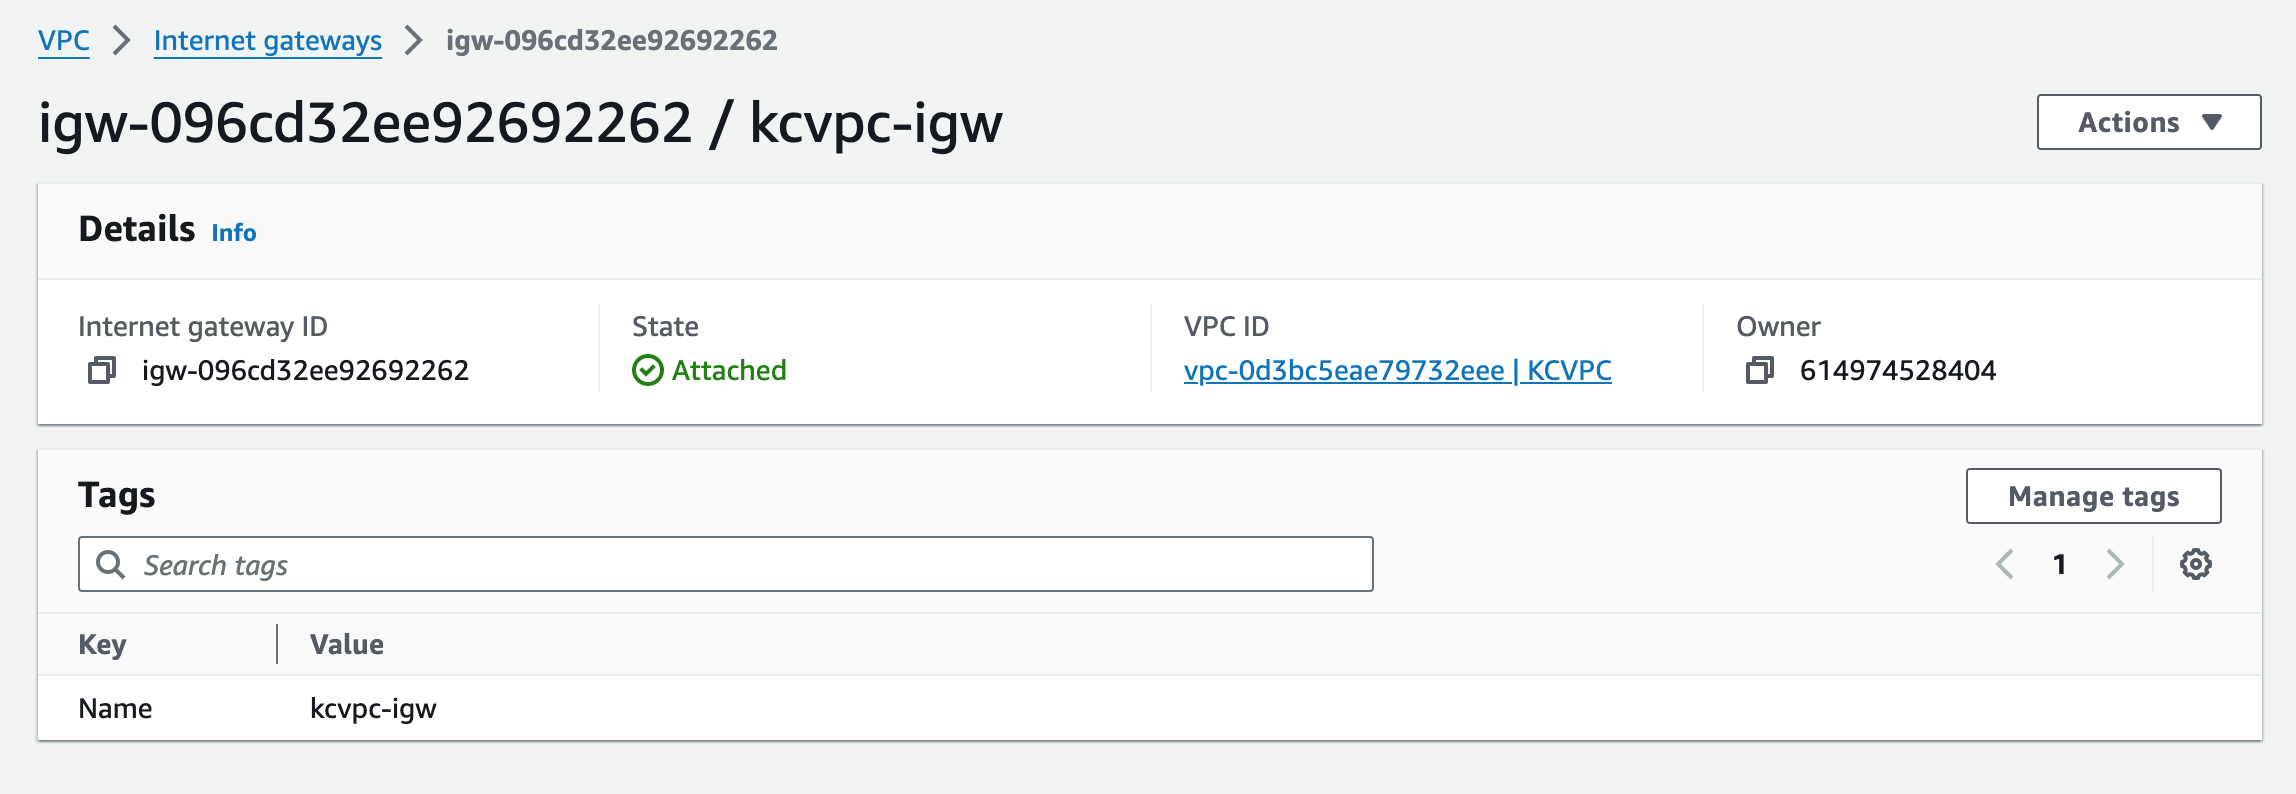 VPC > Internet gateways > igw-096cd32ee92692262
igw-096cd32ee92692262 / kcvpc-igw
Actions ▼
Details Info
Internet gateway ID
igw-096cd32ee92692262
State
Attached
VPC ID
vpc-0d3bc5eae79732eee | KCVPC
Owner
614974528404
Tags
Manage tags
Search tags
< 1 >
Key Value
Name kcvpc-igw